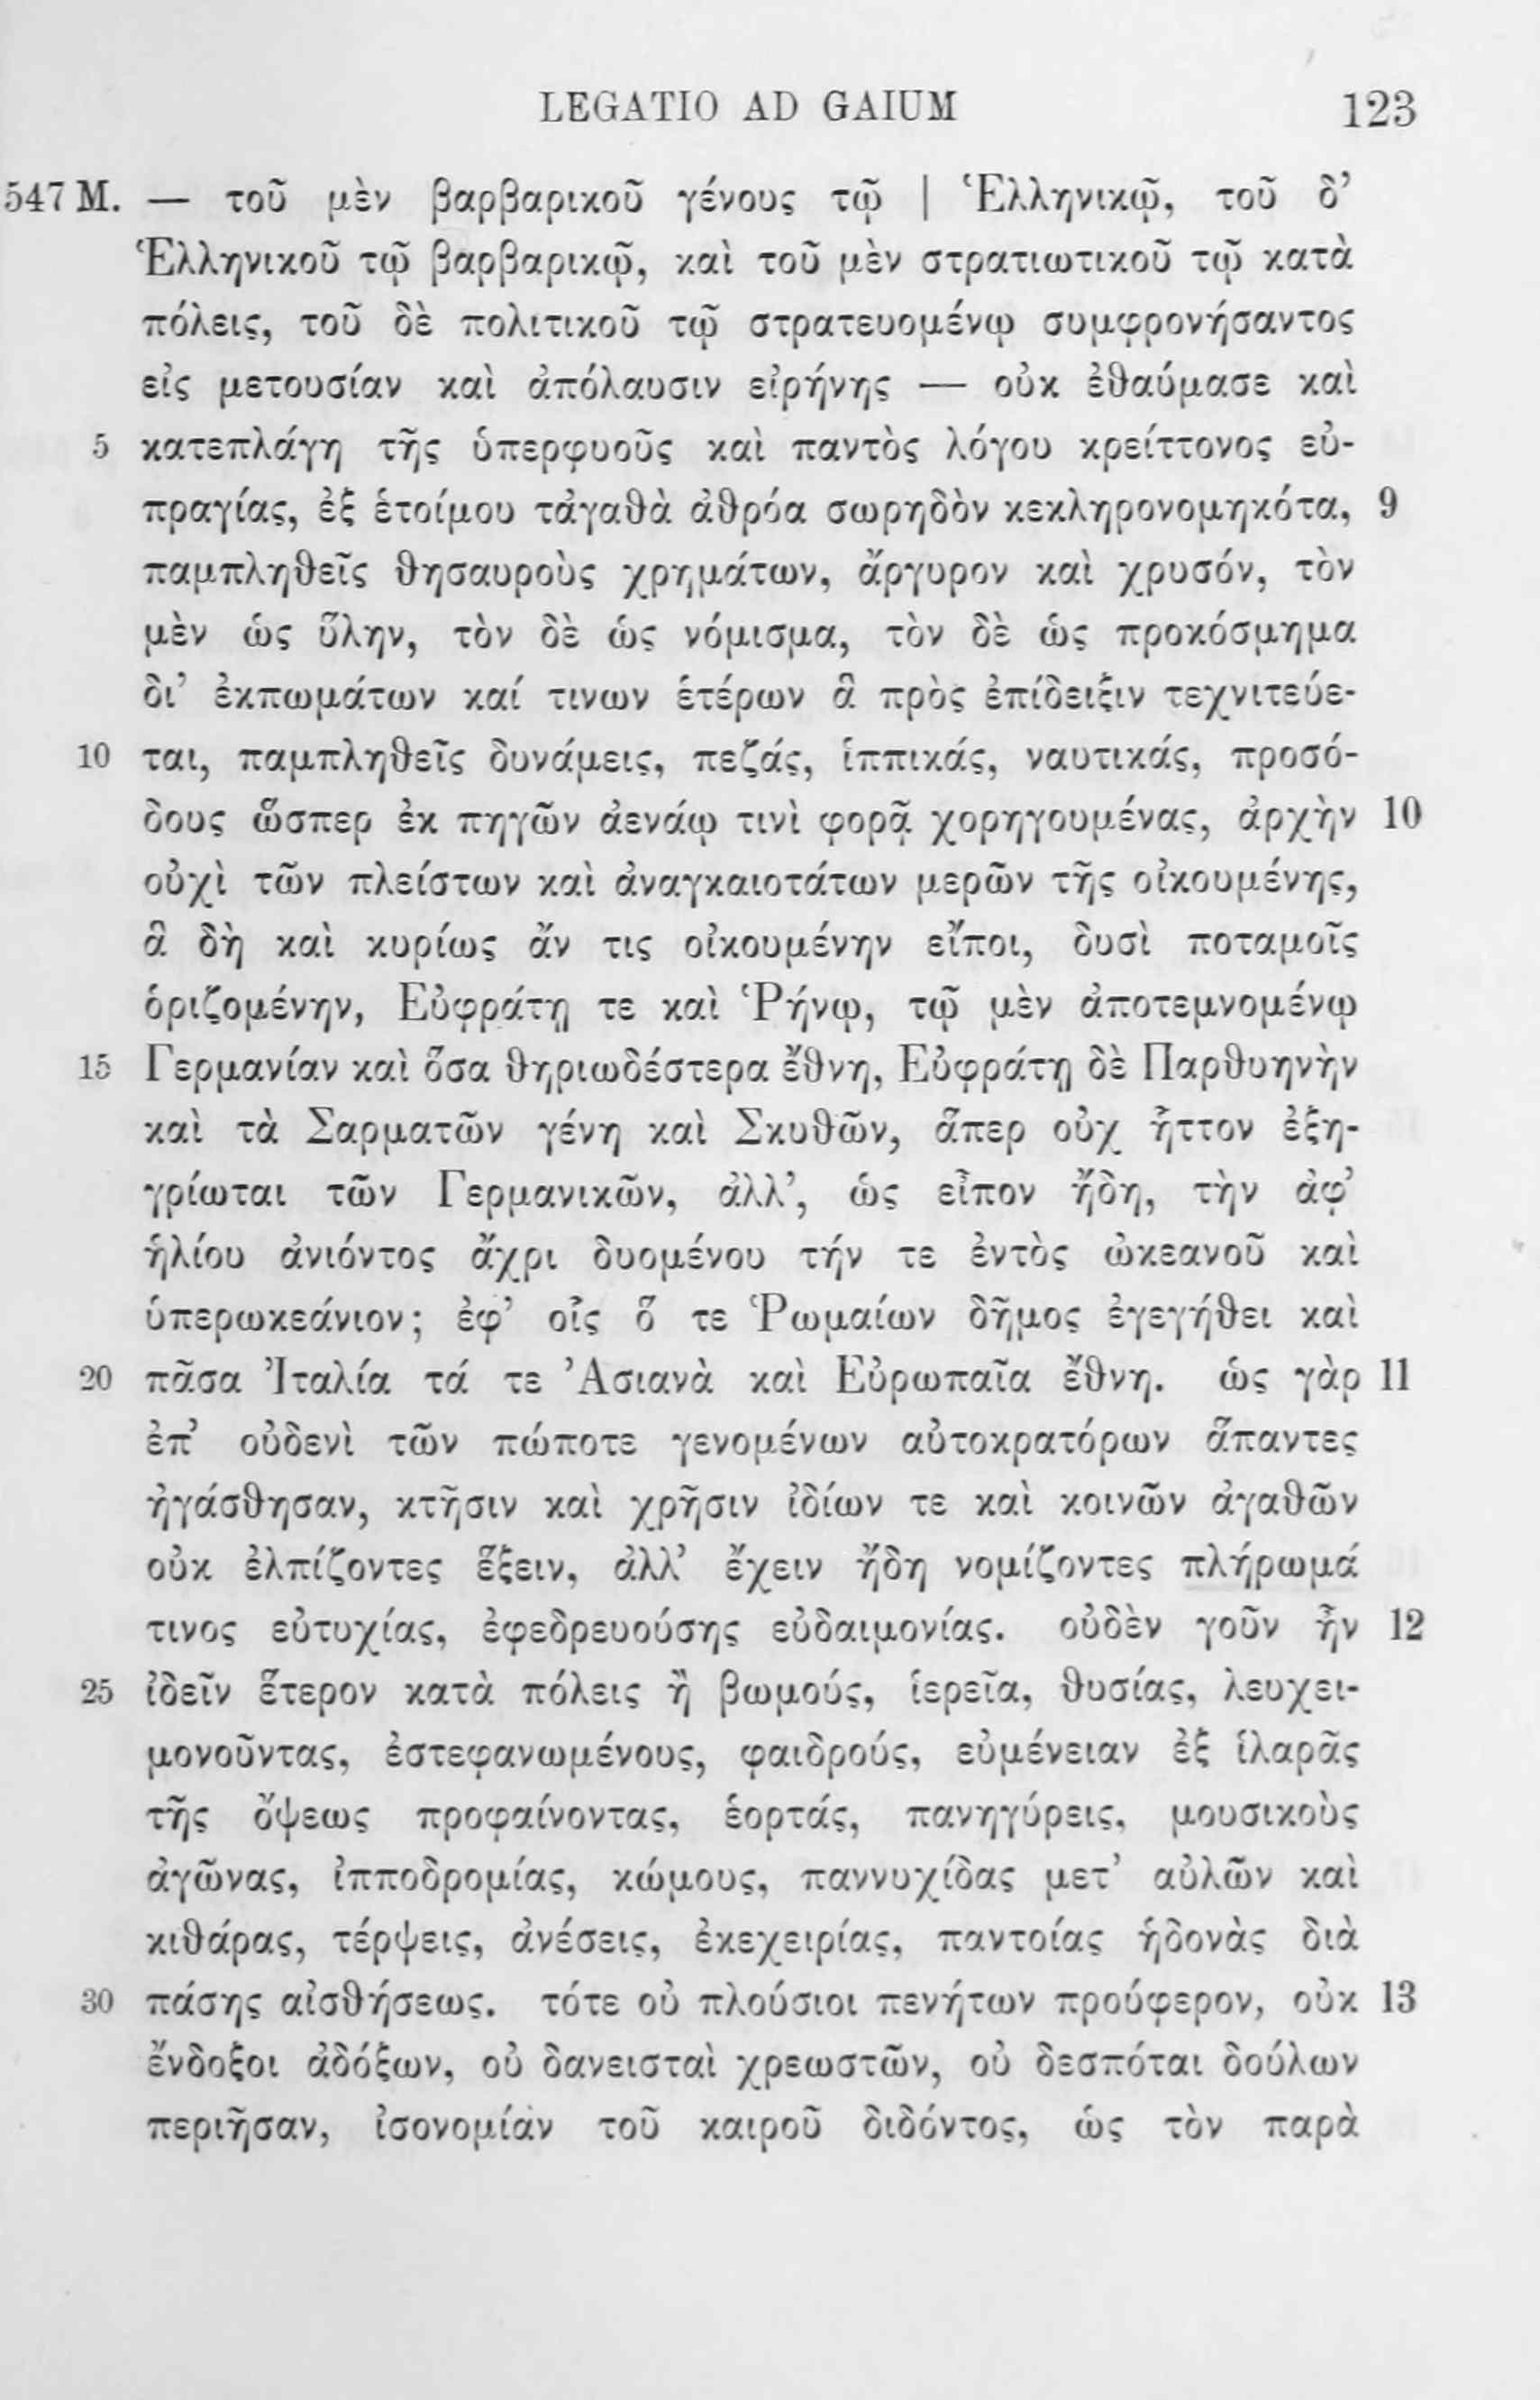 LEGATIO AD GAIUM 123
547 M. — τοῦ μὲν βαρβαρικοῦ γένους τῷ | Ἑλληνικῷ, τοῦ δ’
Ἑλληνικοῦ τῷ βαρβαρικῷ, καὶ τοῦ μὲν στρατιωτικοῦ τῷ κατὰ
πόλεις, τοῦ δὲ πολιτικοῦ τῷ στρατευομένῳ συμφρονήσαντος
εἰς μετουσίαν καὶ ἀπόλαυσιν εἰρήνης — οὐκ ἐθαύμασε καὶ
5 κατεπλάγη τῆς ὑπερφυοῦς καὶ παντὸς λόγου κρείττονος εὐ-
πραγίας, ἐξ ἑτοίμου τἀγαθὰ ἀθρόα σωρηδὸν κεκληρονομηκότα, 9
παμπληθεῖς θησαυροὺς χρημάτων, ἄργυρον καὶ χρυσόν, τὸν
μὲν ὡς ὕλην, τὸν δὲ ὡς νόμισμα, τὸν δὲ ὡς προκόσμημα
δι’ ἐκπωμάτων καί τινων ἑτέρων ἃ πρὸς ἐπίδειξιν τεχνιτεύε-
10 ται, παμπληθεῖς δυνάμεις, πεζάς, ἱππικάς, ναυτικάς, προσό-
δους ὥσπερ ἐκ πηγῶν ἀενάῳ τινὶ φορᾷ χορηγουμένας, ἀρχὴν 10
οὐχὶ τῶν πλείστων καὶ ἀναγκαιοτάτων μερῶν τῆς οἰκουμένης,
ἃ δὴ καὶ κυρίως ἄν τις οἰκουμένην εἴποι, δυσὶ ποταμοῖς
ὁριζομένην, Εὐφράτῃ τε καὶ Ῥήνῳ, τῷ μὲν ἀποτεμνομένῳ
15 Γερμανίαν καὶ ὅσα θηριωδέστερα ἔθνη, Εὐφράτῃ δὲ Παρθυηνὴν
καὶ τὰ Σαρματῶν γένη καὶ Σκυθῶν, ἅπερ οὐχ ἧττον ἐξη-
γρίωται τῶν Γερμανικῶν, ἀλλ’, ὡς εἶπον ἤδη, τὴν ἀφ’
ἡλίου ἀνιόντος ἄχρι δυομένου τήν τε ἐντὸς ὠκεανοῦ καὶ
ὑπερωκεάνιον; ἐφ’ οἷς ὅ τε Ῥωμαίων δῆμος ἐγεγήθει καὶ
20 πᾶσα Ἰταλία τά τε Ἀσιανὰ καὶ Εὐρωπαῖα ἔθνη. ὡς γὰρ 11
ἐπ’ οὐδενὶ τῶν πώποτε γενομένων αὐτοκρατόρων ἅπαντες
ἠγάσθησαν, κτῆσιν καὶ χρῆσιν ἰδίων τε καὶ κοινῶν ἀγαθῶν
οὐκ ἐλπίζοντες ἕξειν, ἀλλ’ ἔχειν ἤδη νομίζοντες πλήρωμά
τινος εὐτυχίας, ἐφεδρευούσης εὐδαιμονίας. οὐδὲν γοῦν ἦν 12
25 ἰδεῖν ἕτερον κατὰ πόλεις ἢ βωμούς, ἱερεῖα, θυσίας, λευχει-
μονοῦντας, ἐστεφανωμένους, φαιδρούς, εὐμένειαν ἐξ ἱλαρᾶς
τῆς ὄψεως προφαίνοντας, ἑορτάς, πανηγύρεις, μουσικοὺς
ἀγῶνας, ἱπποδρομίας, κώμους, παννυχίδας μετ’ αὐλῶν καὶ
κιθάρας, τέρψεις, ἀνέσεις, ἐκεχειρίας, παντοίας ἡδονὰς διὰ
30 πάσης αἰσθήσεως. τότε οὐ πλούσιοι πενήτων προύφερον, οὐκ 13
ἔνδοξοι ἀδόξων, οὐ δανεισταὶ χρεωστῶν, οὐ δεσπόται δούλων
περιῆσαν, ἰσονομίαν τοῦ καιροῦ διδόντος, ὡς τὸν παρὰ